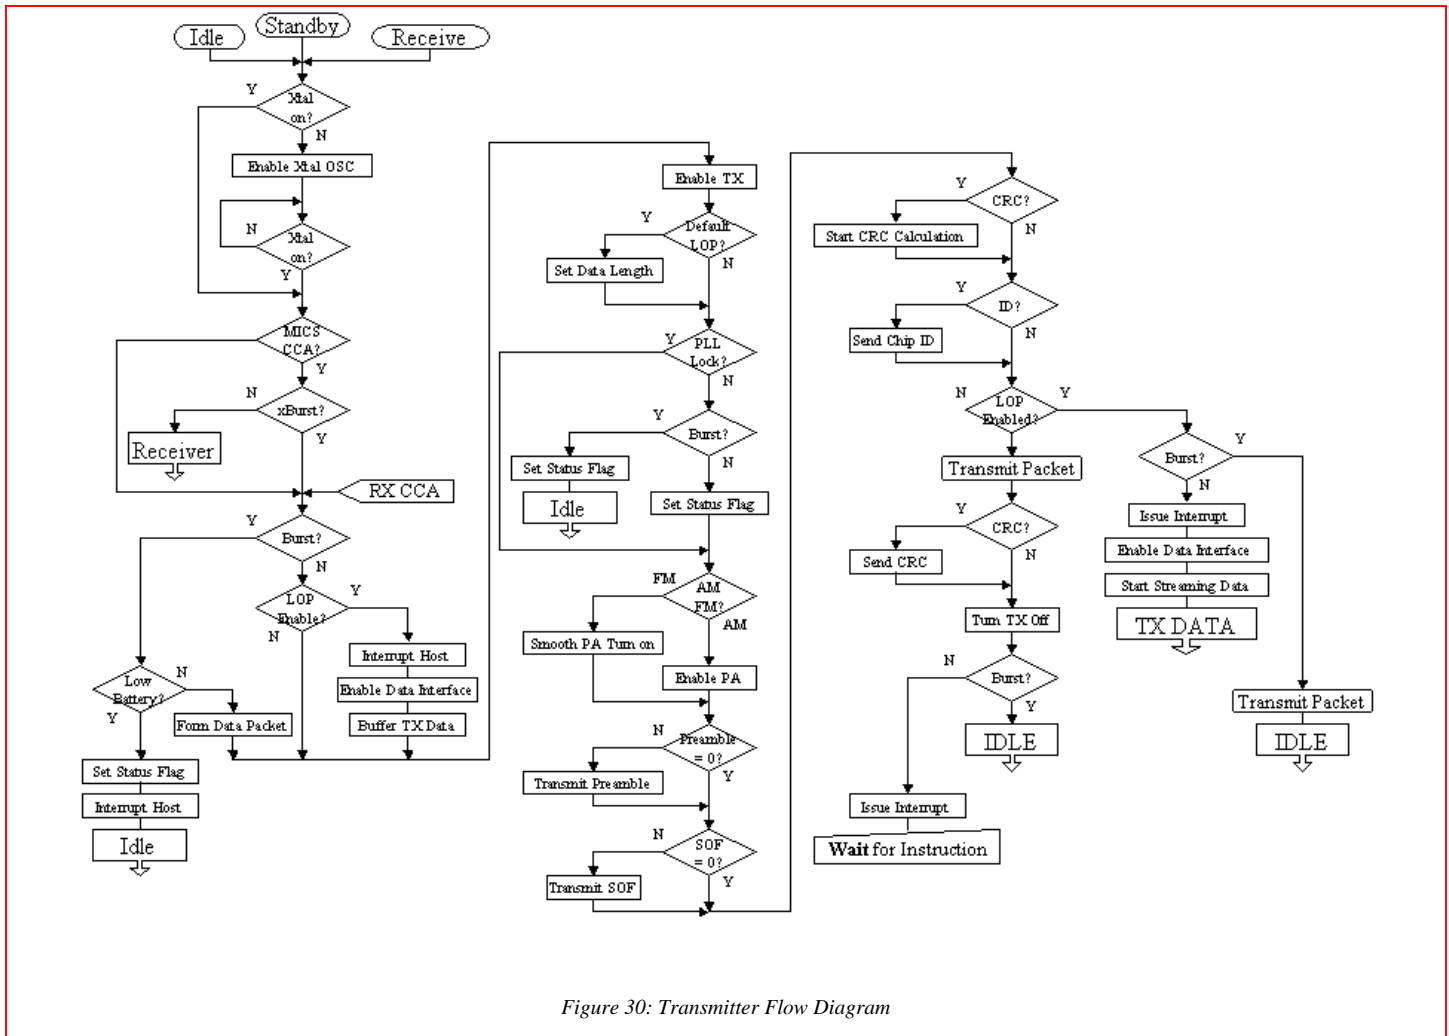 Idle
Standby
Receive
Y
Xtal
on?
N
Enable Xtal OSC
N
Xtal
on?
Y
MICS
CCA?
Y
N
xBurst?
Y
Receiver
RX CCA
Y
Burst?
N
LOP
Enable?
Y
N
Interrupt Host
Enable Data Interface
Buffer TX Data
Low
Battery?
N
Y
Form Data Packet
Set Status Flag
Interrupt Host
Idle
Enable TX
Y
Default
LOP?
N
Set Data Length
Y
PLL
Lock?
N
Y
Burst?
N
Set Status Flag
Idle
Set Status Flag
FM
AM
FM?
AM
Smooth PA Turn on
Enable PA
N
Preamble
= 0?
Y
Transmit Preamble
N
SOF
= 0?
Y
Transmit SOF
Y
CRC?
N
Start CRC Calculation
Y
ID?
N
Send Chip ID
N
LOP
Enabled?
Y
Transmit Packet
Y
CRC?
N
Send CRC
Turn TX Off
N
Burst?
Y
IDLE
Issue Interrupt
Wait for Instruction
Burst?
Y
N
Issue Interrupt
Enable Data Interface
Start Streaming Data
TX DATA
Transmit Packet
IDLE
Figure 30: Transmitter Flow Diagram